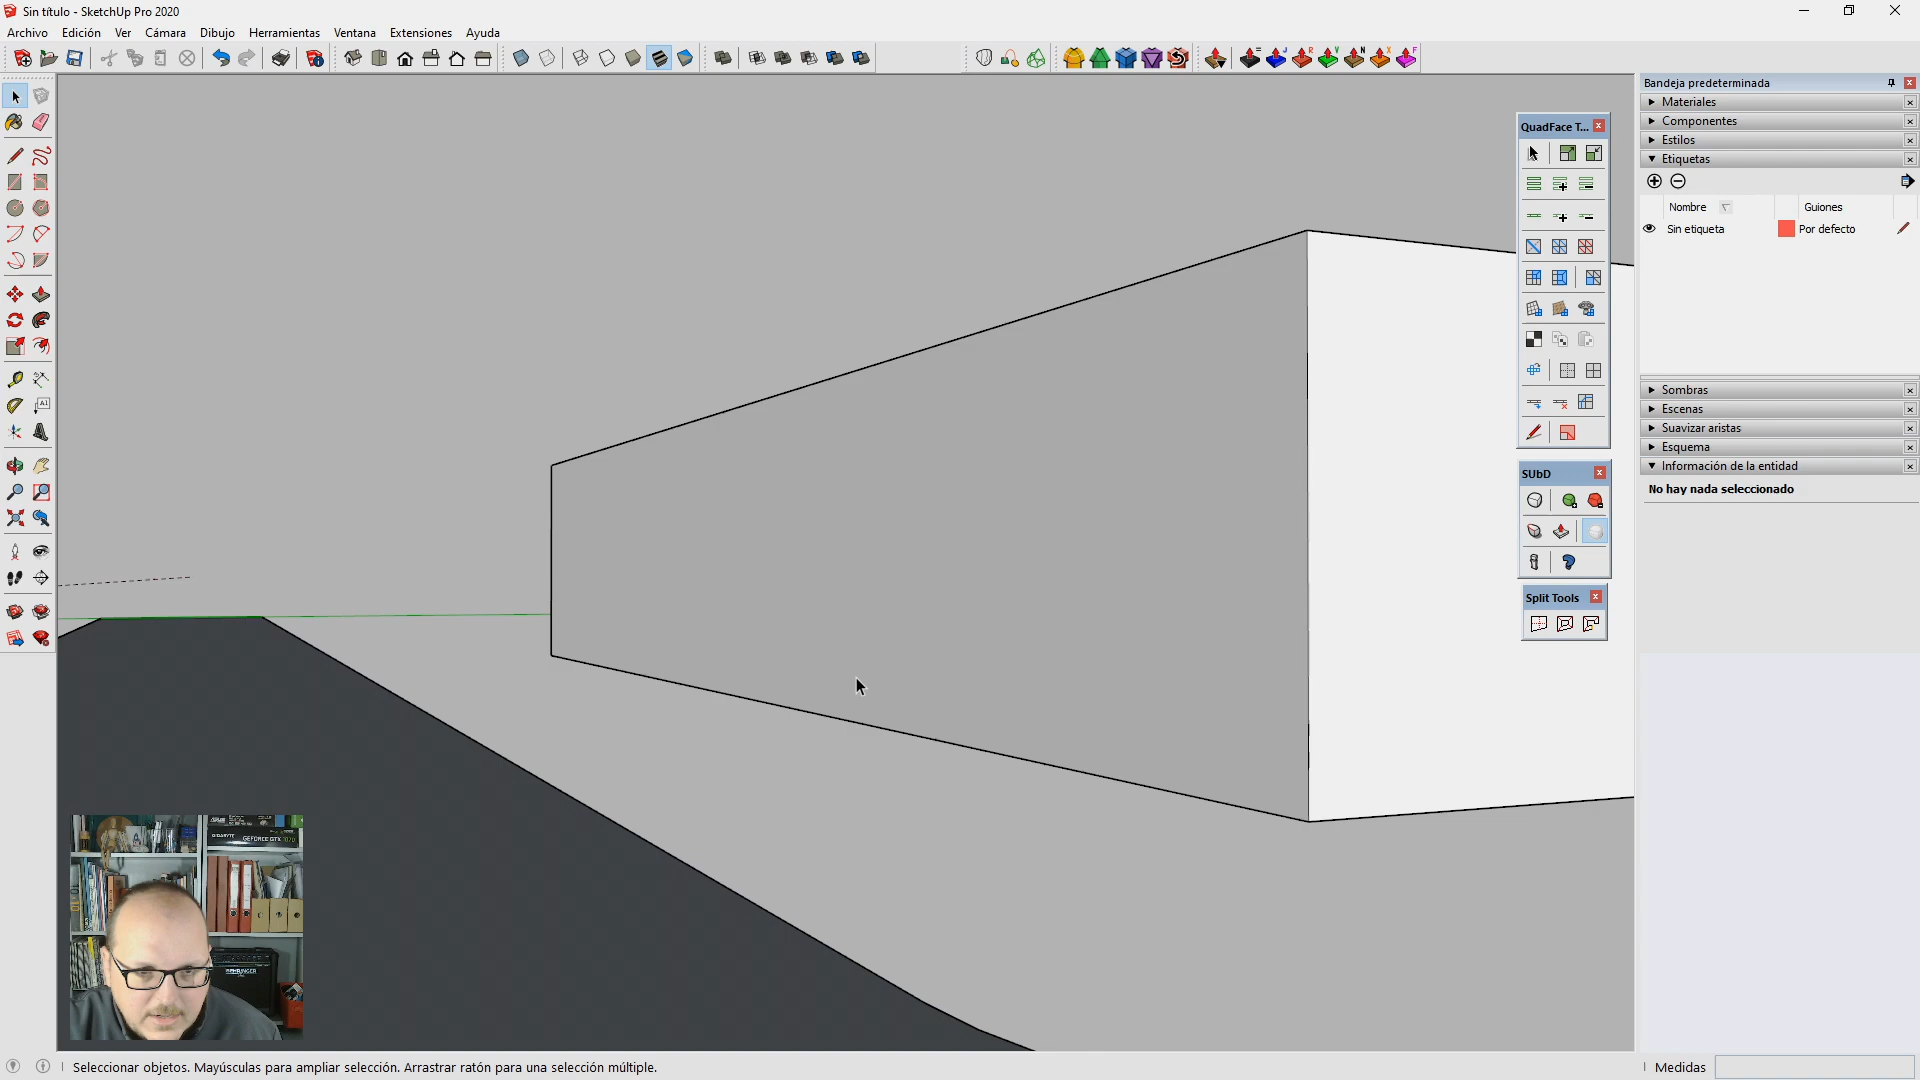 Sin título - SketchUp Pro 2020
Archivo Edición Ver Cámara Dibujo Herramientas Ventana Extensiones Ayuda
Bandeja predeterminada
Materiales
Componentes
Estilos
Etiquetas
Nombre Guiones
Sin etiqueta Por defecto
Sombras
Escenas
Suavizar aristas
Esquema
Información de la entidad
No hay nada seleccionado
QuadFace T...
SUbD
Split Tools
GEFORCE GTX
Seleccionar objetos. Mayúsculas para ampliar selección. Arrastrar ratón para una selección múltiple.
Medidas